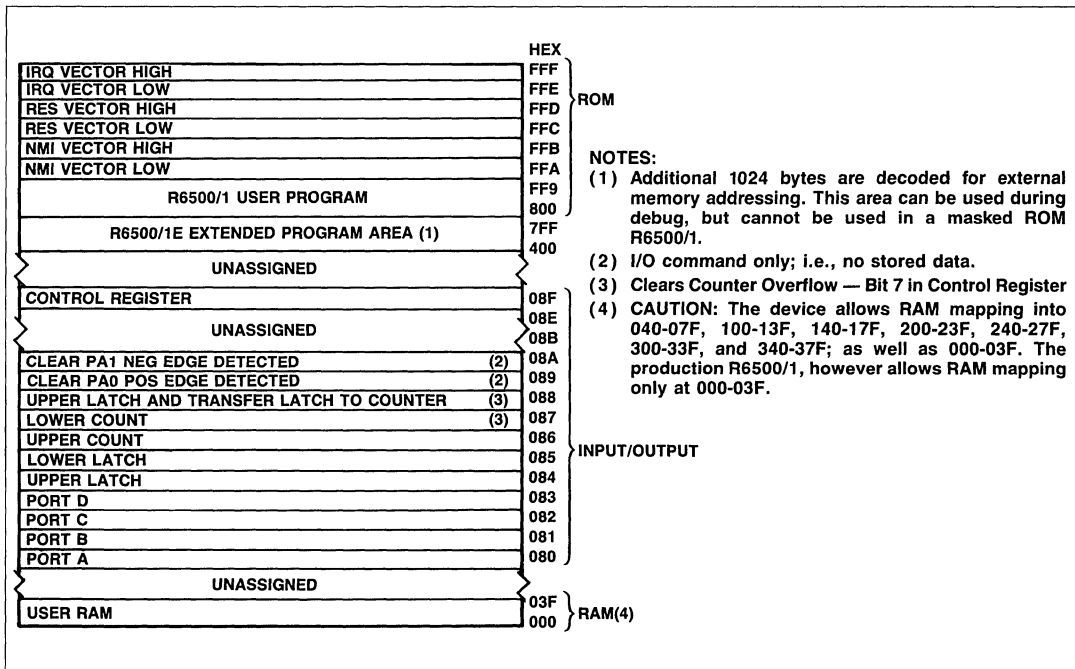 HEX
IRQ VECTOR HIGH FFF
IRQ VECTOR LOW FFE
RES VECTOR HIGH FFD
RES VECTOR LOW FFC
NMI VECTOR HIGH FFB
NMI VECTOR LOW FFA
R6500/1 USER PROGRAM FF9
800
ROM
R6500/1E EXTENDED PROGRAM AREA (1) 7FF
400
UNASSIGNED
CONTROL REGISTER 08F
08E
UNASSIGNED
08B
CLEAR PA1 NEG EDGE DETECTED (2) 08A
CLEAR PA0 POS EDGE DETECTED (2) 089
UPPER LATCH AND TRANSFER LATCH TO COUNTER (3) 088
LOWER COUNT (3) 087
UPPER COUNT 086
LOWER LATCH 085
UPPER LATCH 084
PORT D 083
PORT C 082
PORT B 081
PORT A 080
INPUT/OUTPUT
UNASSIGNED
USER RAM 03F
000
RAM(4)
NOTES:
(1) Additional 1024 bytes are decoded for external
memory addressing. This area can be used during
debug, but cannot be used in a masked ROM
R6500/1.
(2) I/O command only; i.e., no stored data.
(3) Clears Counter Overflow — Bit 7 in Control Register
(4) CAUTION: The device allows RAM mapping into
040-07F, 100-13F, 140-17F, 200-23F, 240-27F,
300-33F, and 340-37F; as well as 000-03F. The
production R6500/1, however allows RAM mapping
only at 000-03F.